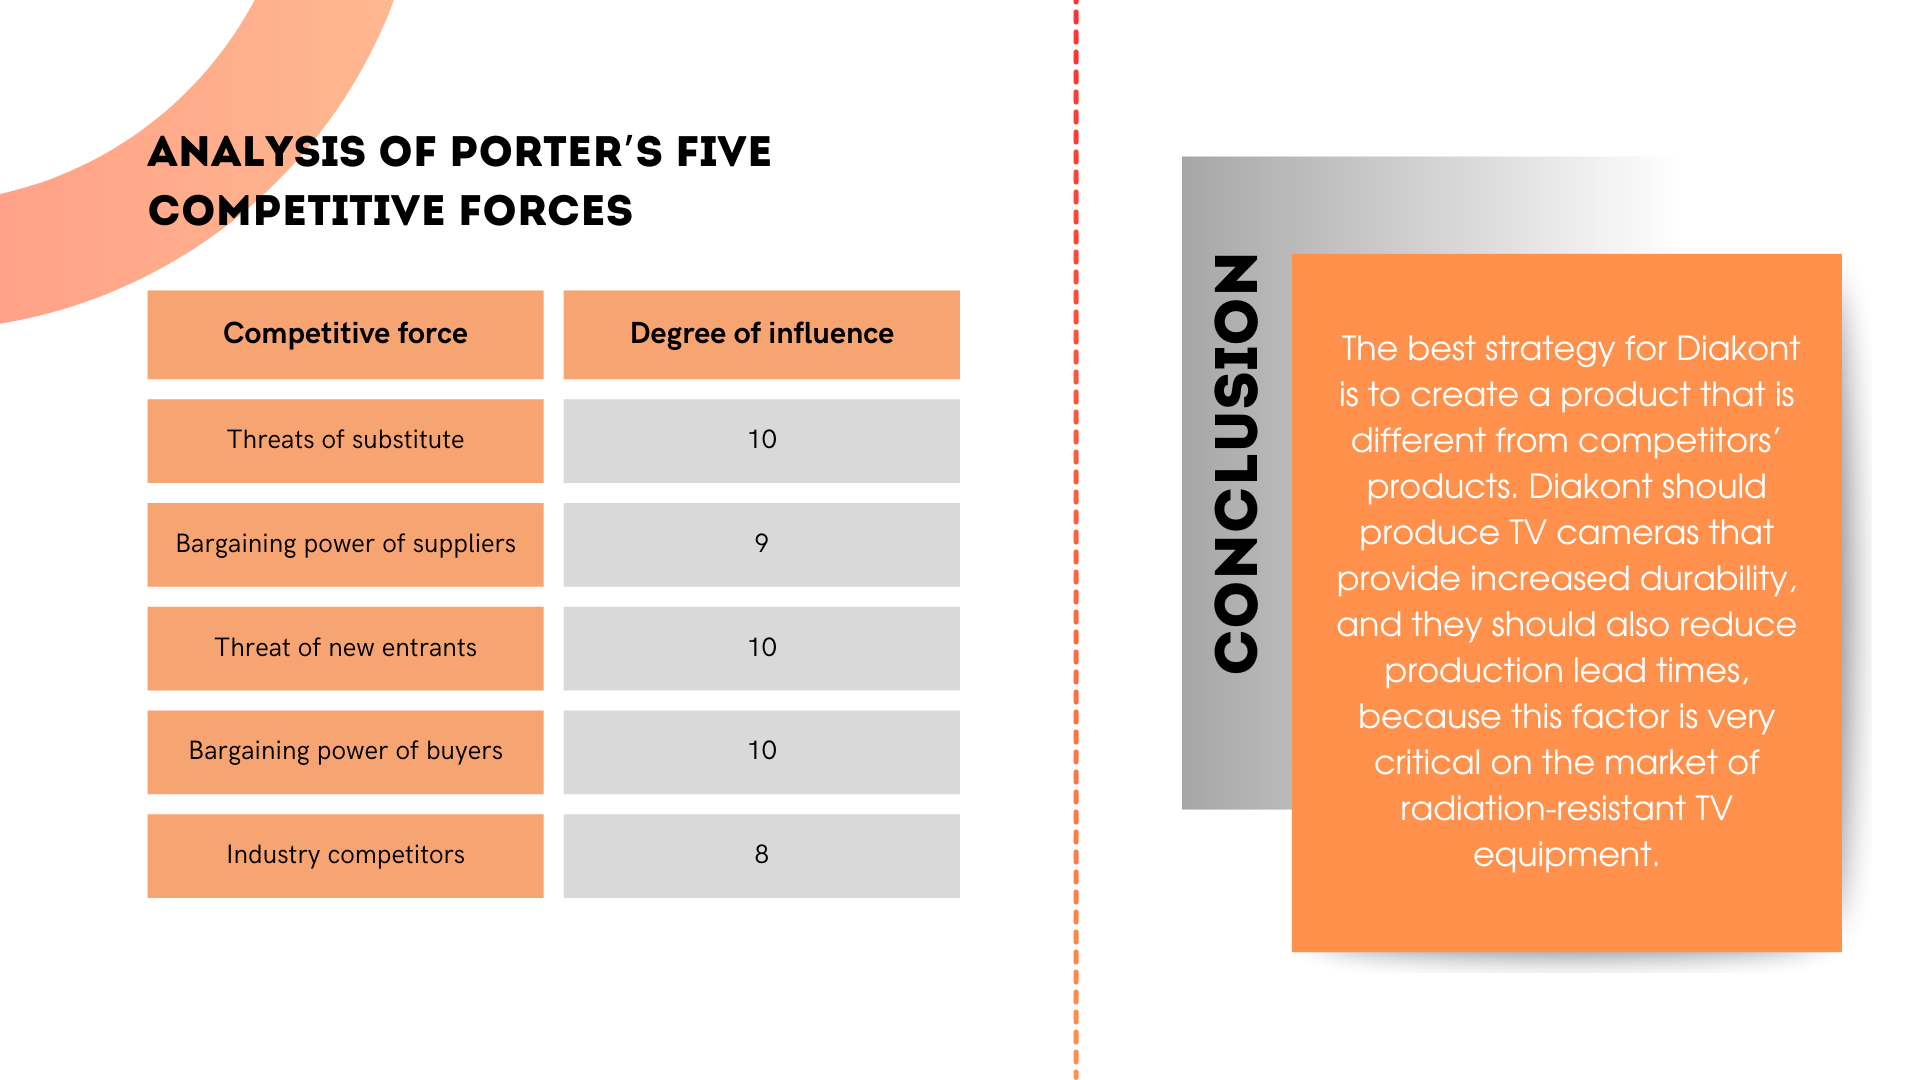 ANALYSIS OF PORTER'S FIVE
COMPETITIVE FORCES
Competitive force
Degree of influence
Threats of substitute
10
Bargaining power of suppliers
9
Threat of new entrants
10
Bargaining power of buyers
10
Industry competitors
8
CONCLUSION
The best strategy for Diakont
is to create a product that is
different from competitors'
products. Diakont should
produce TV cameras that
provide increased durability,
and they should also reduce
production lead times,
because this factor is very
critical on the market of
radiation-resistant TV
equipment.